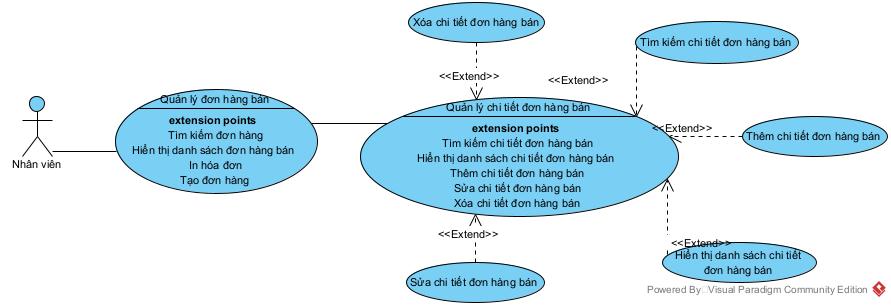 Xóa chi tiết đơn hàng bán
Tìm kiếm chi tiết đơn hàng bán
<<Extend>>
<<Extend>>
Quản lý đơn hàng bán
extension points
Tìm kiếm đơn hàng
Hiển thị danh sách đơn hàng bán
In hóa đơn
Tạo đơn hàng
Nhân viên
Quản lý chi tiết đơn hàng bán
extension points
Tìm kiếm chi tiết đơn hàng bán
Hiển thị danh sách chi tiết đơn hàng bán
Thêm chi tiết đơn hàng bán
Sửa chi tiết đơn hàng bán
Xóa chi tiết đơn hàng bán
<<Extend>>
Thêm chi tiết đơn hàng bán
<<Extend>>
<<Extend>>
Hiển thị danh sách chi tiết
đơn hàng bán
Sửa chi tiết đơn hàng bán
Powered By Visual Paradigm Community Edition